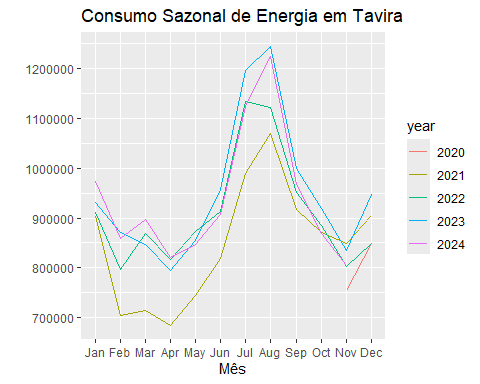 Consumo Sazonal de Energia em Tavira
1200000
1100000
1000000
900000
800000
700000
Jan Feb Mar Apr May Jun Jul Aug Sep Oct Nov Dec
Mês
year
2020
2021
2022
2023
2024